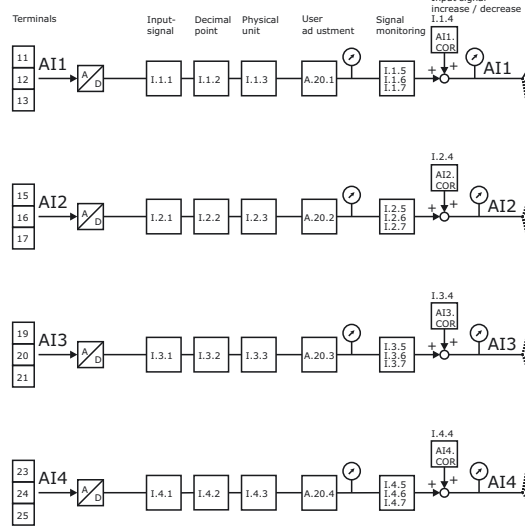 Terminals
Input-
signal
Decimal
point
Physical
unit
User
ad ustment
Signal
monitoring
increase / decrease
I.1.4
11
12
13
AI1
A
D
I.1.1
I.1.2
I.1.3
A.20.1
I.1.5
I.1.6
I.1.7
AI1.
COR
+
+
AI1
15
16
17
AI2
A
D
I.2.1
I.2.2
I.2.3
A.20.2
I.2.5
I.2.6
I.2.7
I.2.4
AI2.
COR
+
+
AI2
19
20
21
AI3
A
D
I.3.1
I.3.2
I.3.3
A.20.3
I.3.5
I.3.6
I.3.7
I.3.4
AI3.
COR
+
+
AI3
23
24
25
AI4
A
D
I.4.1
I.4.2
I.4.3
A.20.4
I.4.5
I.4.6
I.4.7
I.4.4
AI4.
COR
+
+
AI4